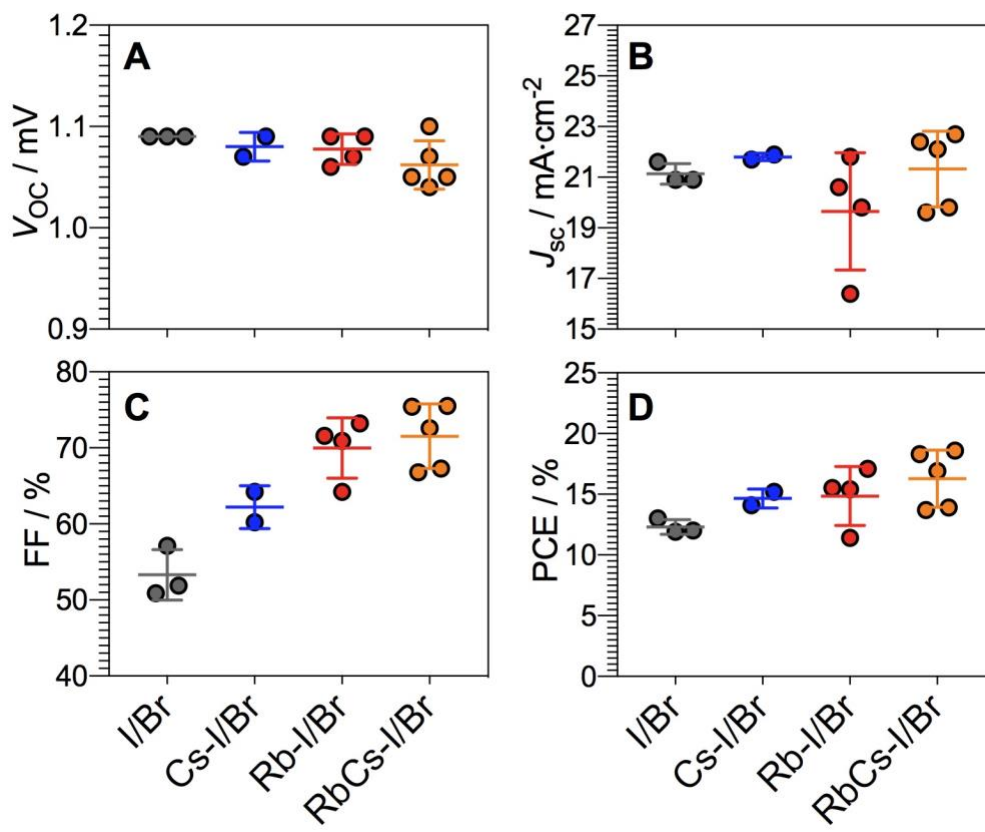 A
V_OC / mV
1.2
1.1
1.0
0.9
B
J_sc / mA·cm⁻²
27
25
23
21
19
17
15
C
FF / %
80
70
60
50
40
I/Br
Cs-I/Br
Rb-I/Br
RbCs-I/Br
D
PCE / %
25
20
15
10
5
0
I/Br
Cs-I/Br
Rb-I/Br
RbCs-I/Br